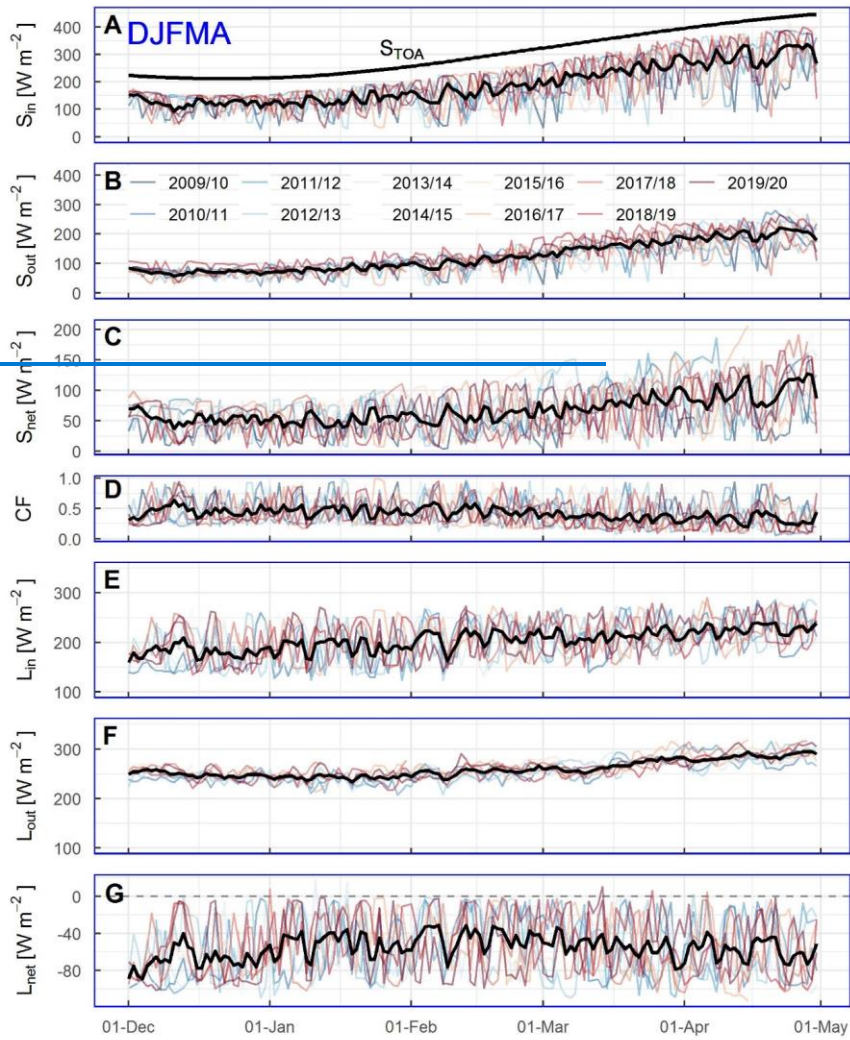 A DJFMA
S_TOA
S_in [W m⁻²]
400
300
200
100
0
B
2009/10 2011/12 2013/14 2015/16 2017/18 2019/20
2010/11 2012/13 2014/15 2016/17 2018/19
S_out [W m⁻²]
400
300
200
100
0
C
S_net [W m⁻²]
200
150
100
50
0
D
CF
1.0
0.5
0.0
E
L_in [W m⁻²]
300
200
100
F
L_out [W m⁻²]
300
200
100
G
L_net [W m⁻²]
0
-40
-80
01-Dec 01-Jan 01-Feb 01-Mar 01-Apr 01-May